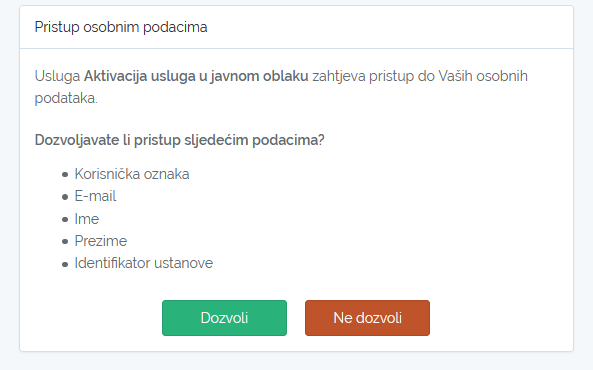 Pristup osobnim podacima
Usluga Aktivacija usluga u javnom oblaku zahtjeva pristup do Vaših osobnih
podataka.
Dozvoljavate li pristup sljedećim podacima?
Korisnička oznaka
E-mail
Ime
Prezime
Identifikator ustanove
Dozvoli
Ne dozvoli